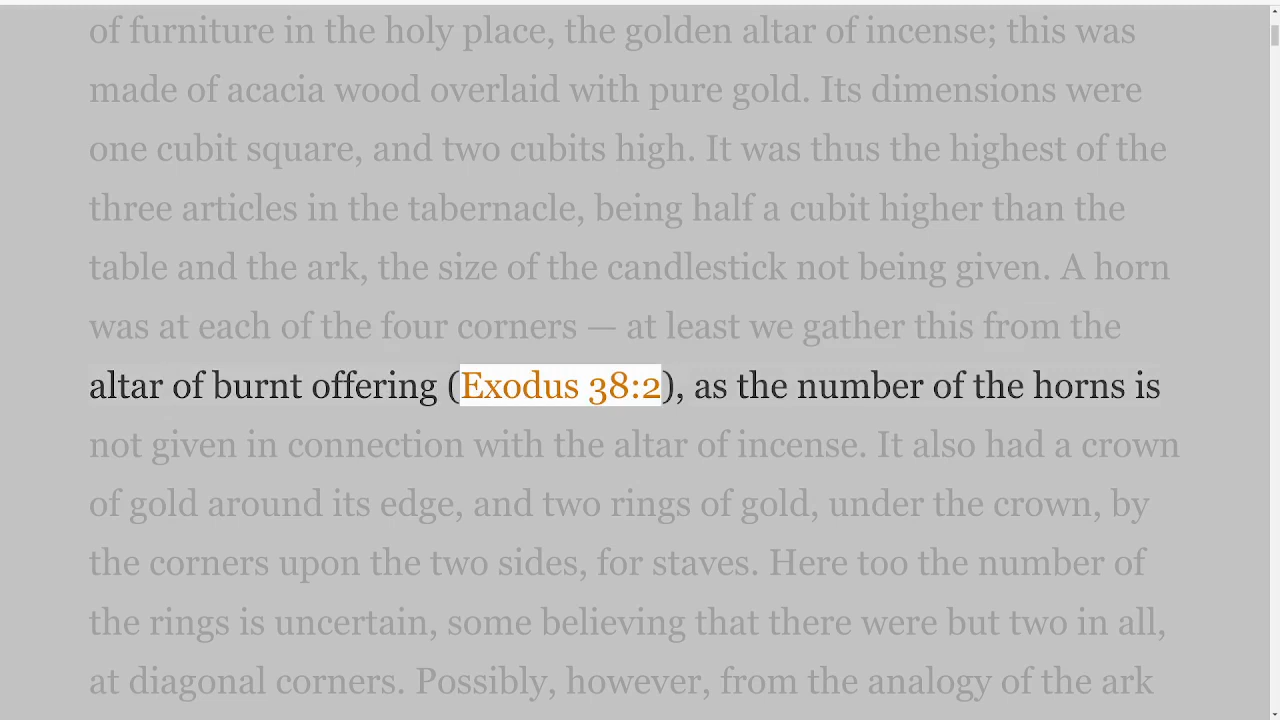 of furniture in the holy place, the golden altar of incense; this was
made of acacia wood overlaid with pure gold. Its dimensions were
one cubit square, and two cubits high. It was thus the highest of the
three articles in the tabernacle, being half a cubit higher than the
table and the ark, the size of the candlestick not being given. A horn
was at each of the four corners — at least we gather this from the
altar of burnt offering (Exodus 38:2), as the number of the horns is
not given in connection with the altar of incense. It also had a crown
of gold around its edge, and two rings of gold, under the crown, by
the corners upon the two sides, for staves. Here too the number of
the rings is uncertain, some believing that there were but two in all,
at diagonal corners. Possibly, however, from the analogy of the ark